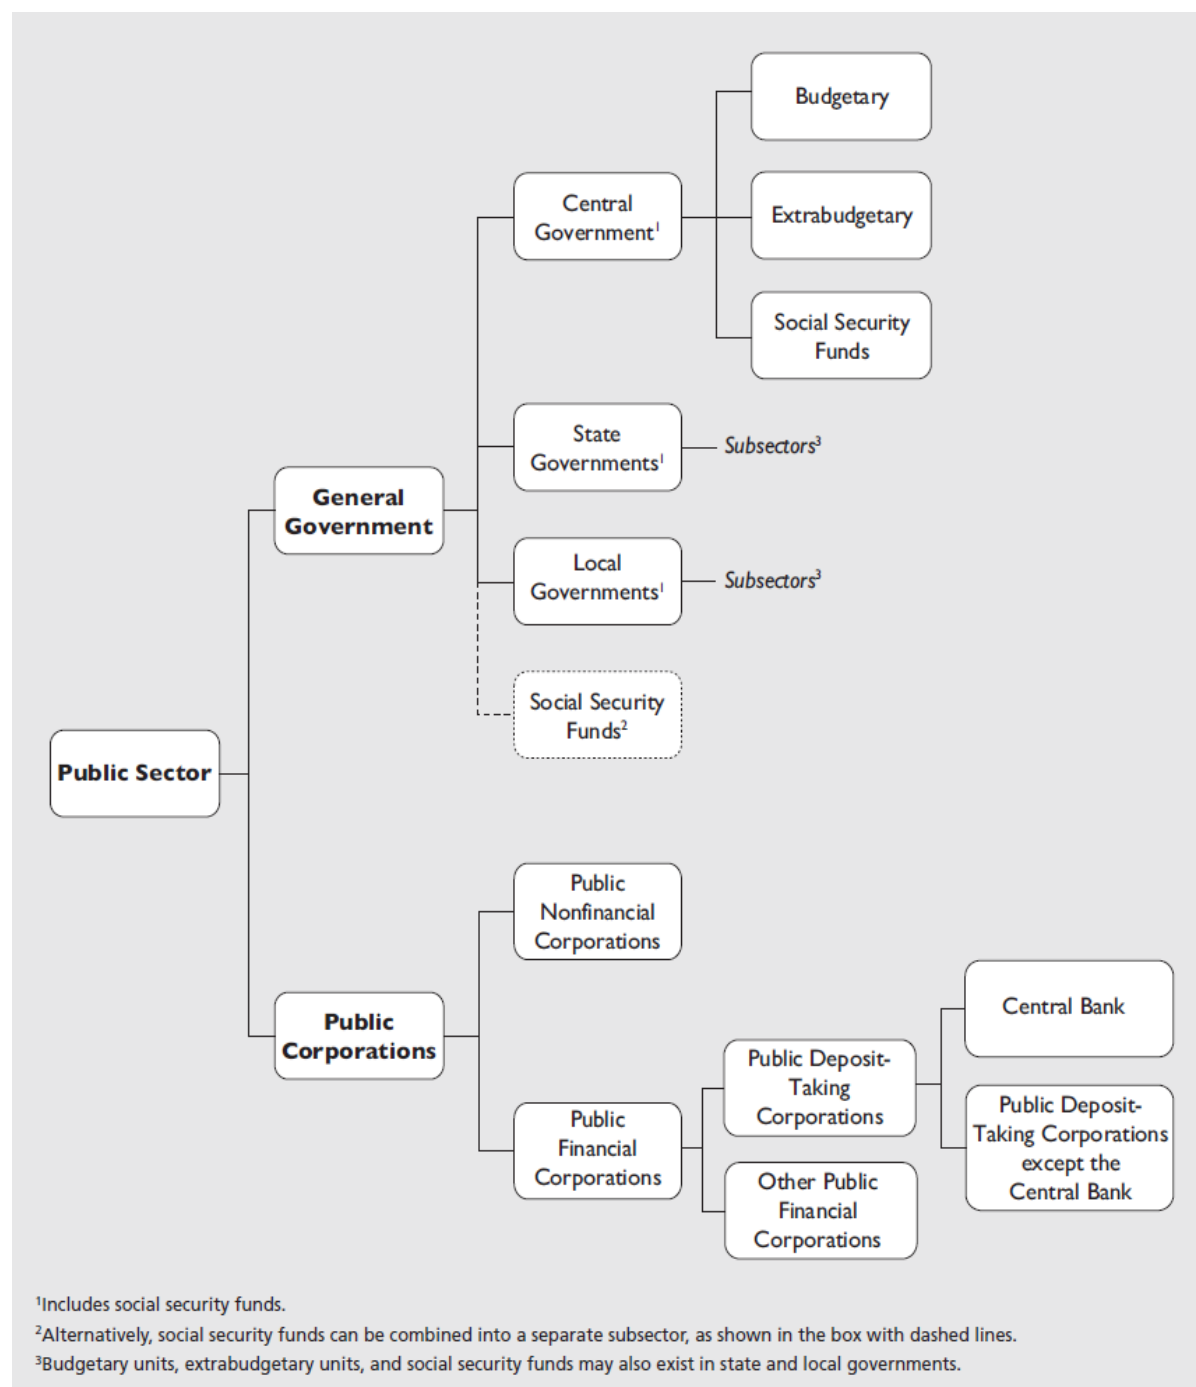 Budgetary
Central
Government¹
Extrabudgetary
Social Security
Funds
State
Governments¹
Subsectors³
General
Government
Local
Governments¹
Subsectors³
Social Security
Funds²
Public Sector
Public
Nonfinancial
Corporations
Public
Corporations
Central Bank
Public Deposit-
Taking
Corporations
Public Deposit-
Taking Corporations
except the
Central Bank
Public
Financial
Corporations
Other Public
Financial
Corporations
¹Includes social security funds.
²Alternatively, social security funds can be combined into a separate subsector, as shown in the box with dashed lines.
³Budgetary units, extrabudgetary units, and social security funds may also exist in state and local governments.